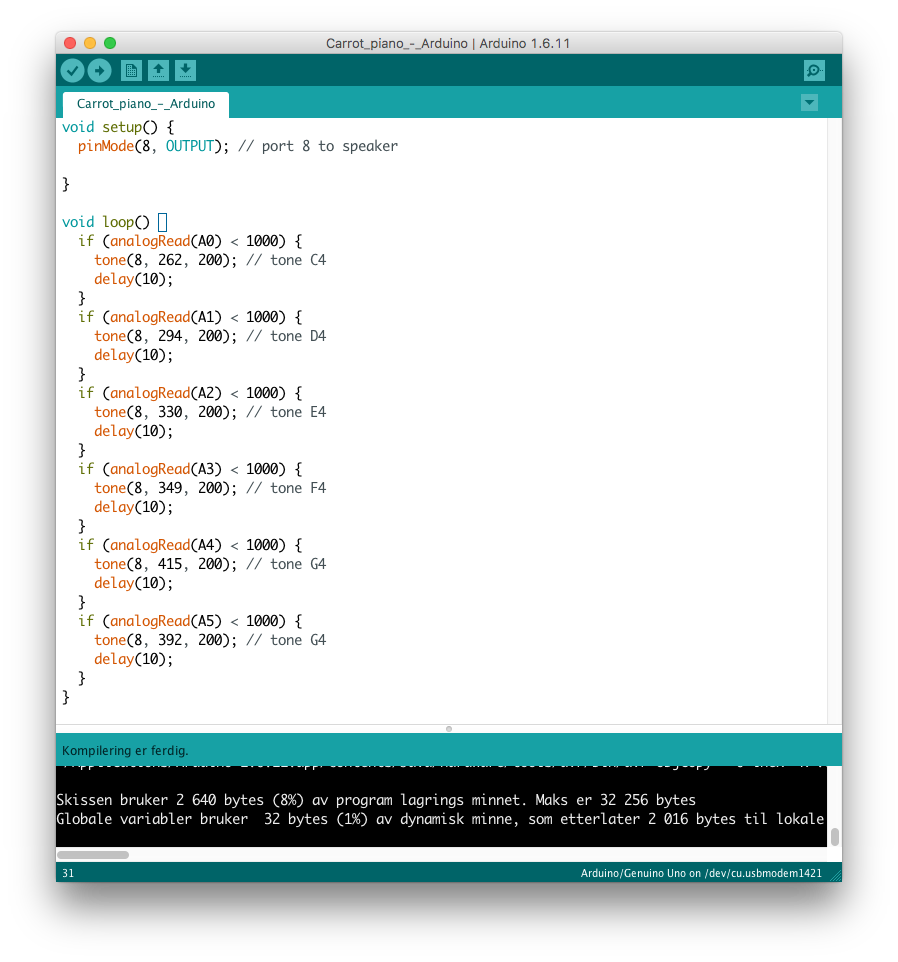 Carrot_piano_-_Arduino | Arduino 1.6.11
Carrot_piano_-_Arduino
void setup() {
  pinMode(8, OUTPUT); // port 8 to speaker
}
void loop()
  if (analogRead(A0) < 1000) {
    tone(8, 262, 200); // tone C4
    delay(10);
  }
  if (analogRead(A1) < 1000) {
    tone(8, 294, 200); // tone D4
    delay(10);
  }
  if (analogRead(A2) < 1000) {
    tone(8, 330, 200); // tone E4
    delay(10);
  }
  if (analogRead(A3) < 1000) {
    tone(8, 349, 200); // tone F4
    delay(10);
  }
  if (analogRead(A4) < 1000) {
    tone(8, 415, 200); // tone G4
    delay(10);
  }
  if (analogRead(A5) < 1000) {
    tone(8, 392, 200); // tone G4
    delay(10);
  }
}
Kompilering er ferdig.
Skissen bruker 2 640 bytes (8%) av program lagrings minnet. Maks er 32 256 bytes
Globale variabler bruker  32 bytes (1%) av dynamisk minne, som etterlater 2 016 bytes til lokale
31
Arduino/Genuino Uno on /dev/cu.usbmodem1421